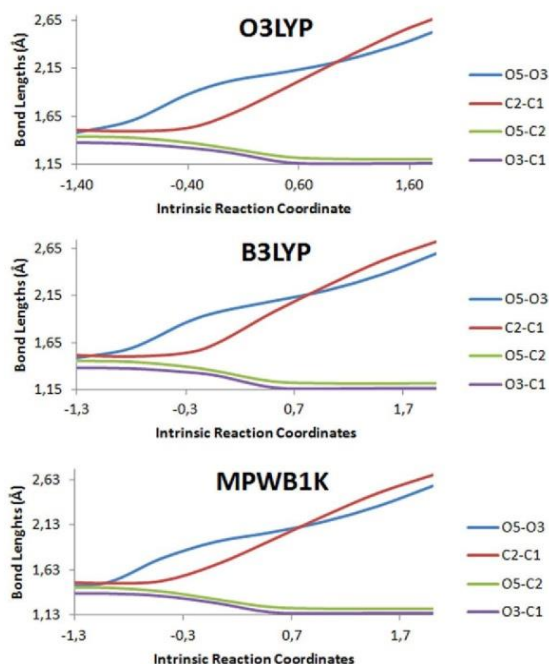 O3LYP
2,65
2,15
1,65
1,15
Bond Lengths (Å)
-1,40 -0,40 0,60 1,60
Intrinsic Reaction Coordinate
O5-O3
C2-C1
O5-C2
O3-C1
B3LYP
2,65
2,15
1,65
1,15
Bond Lengths (Å)
-1,3 -0,3 0,7 1,7
Intrinsic Reaction Coordinates
O5-O3
C2-C1
O5-C2
O3-C1
MPWB1K
2,63
2,13
1,63
1,13
Bond Lenghts (Å)
-1,3 -0,3 0,7 1,7
Intrinsic Reaction Coordinate
O5-O3
C2-C1
O5-C2
O3-C1